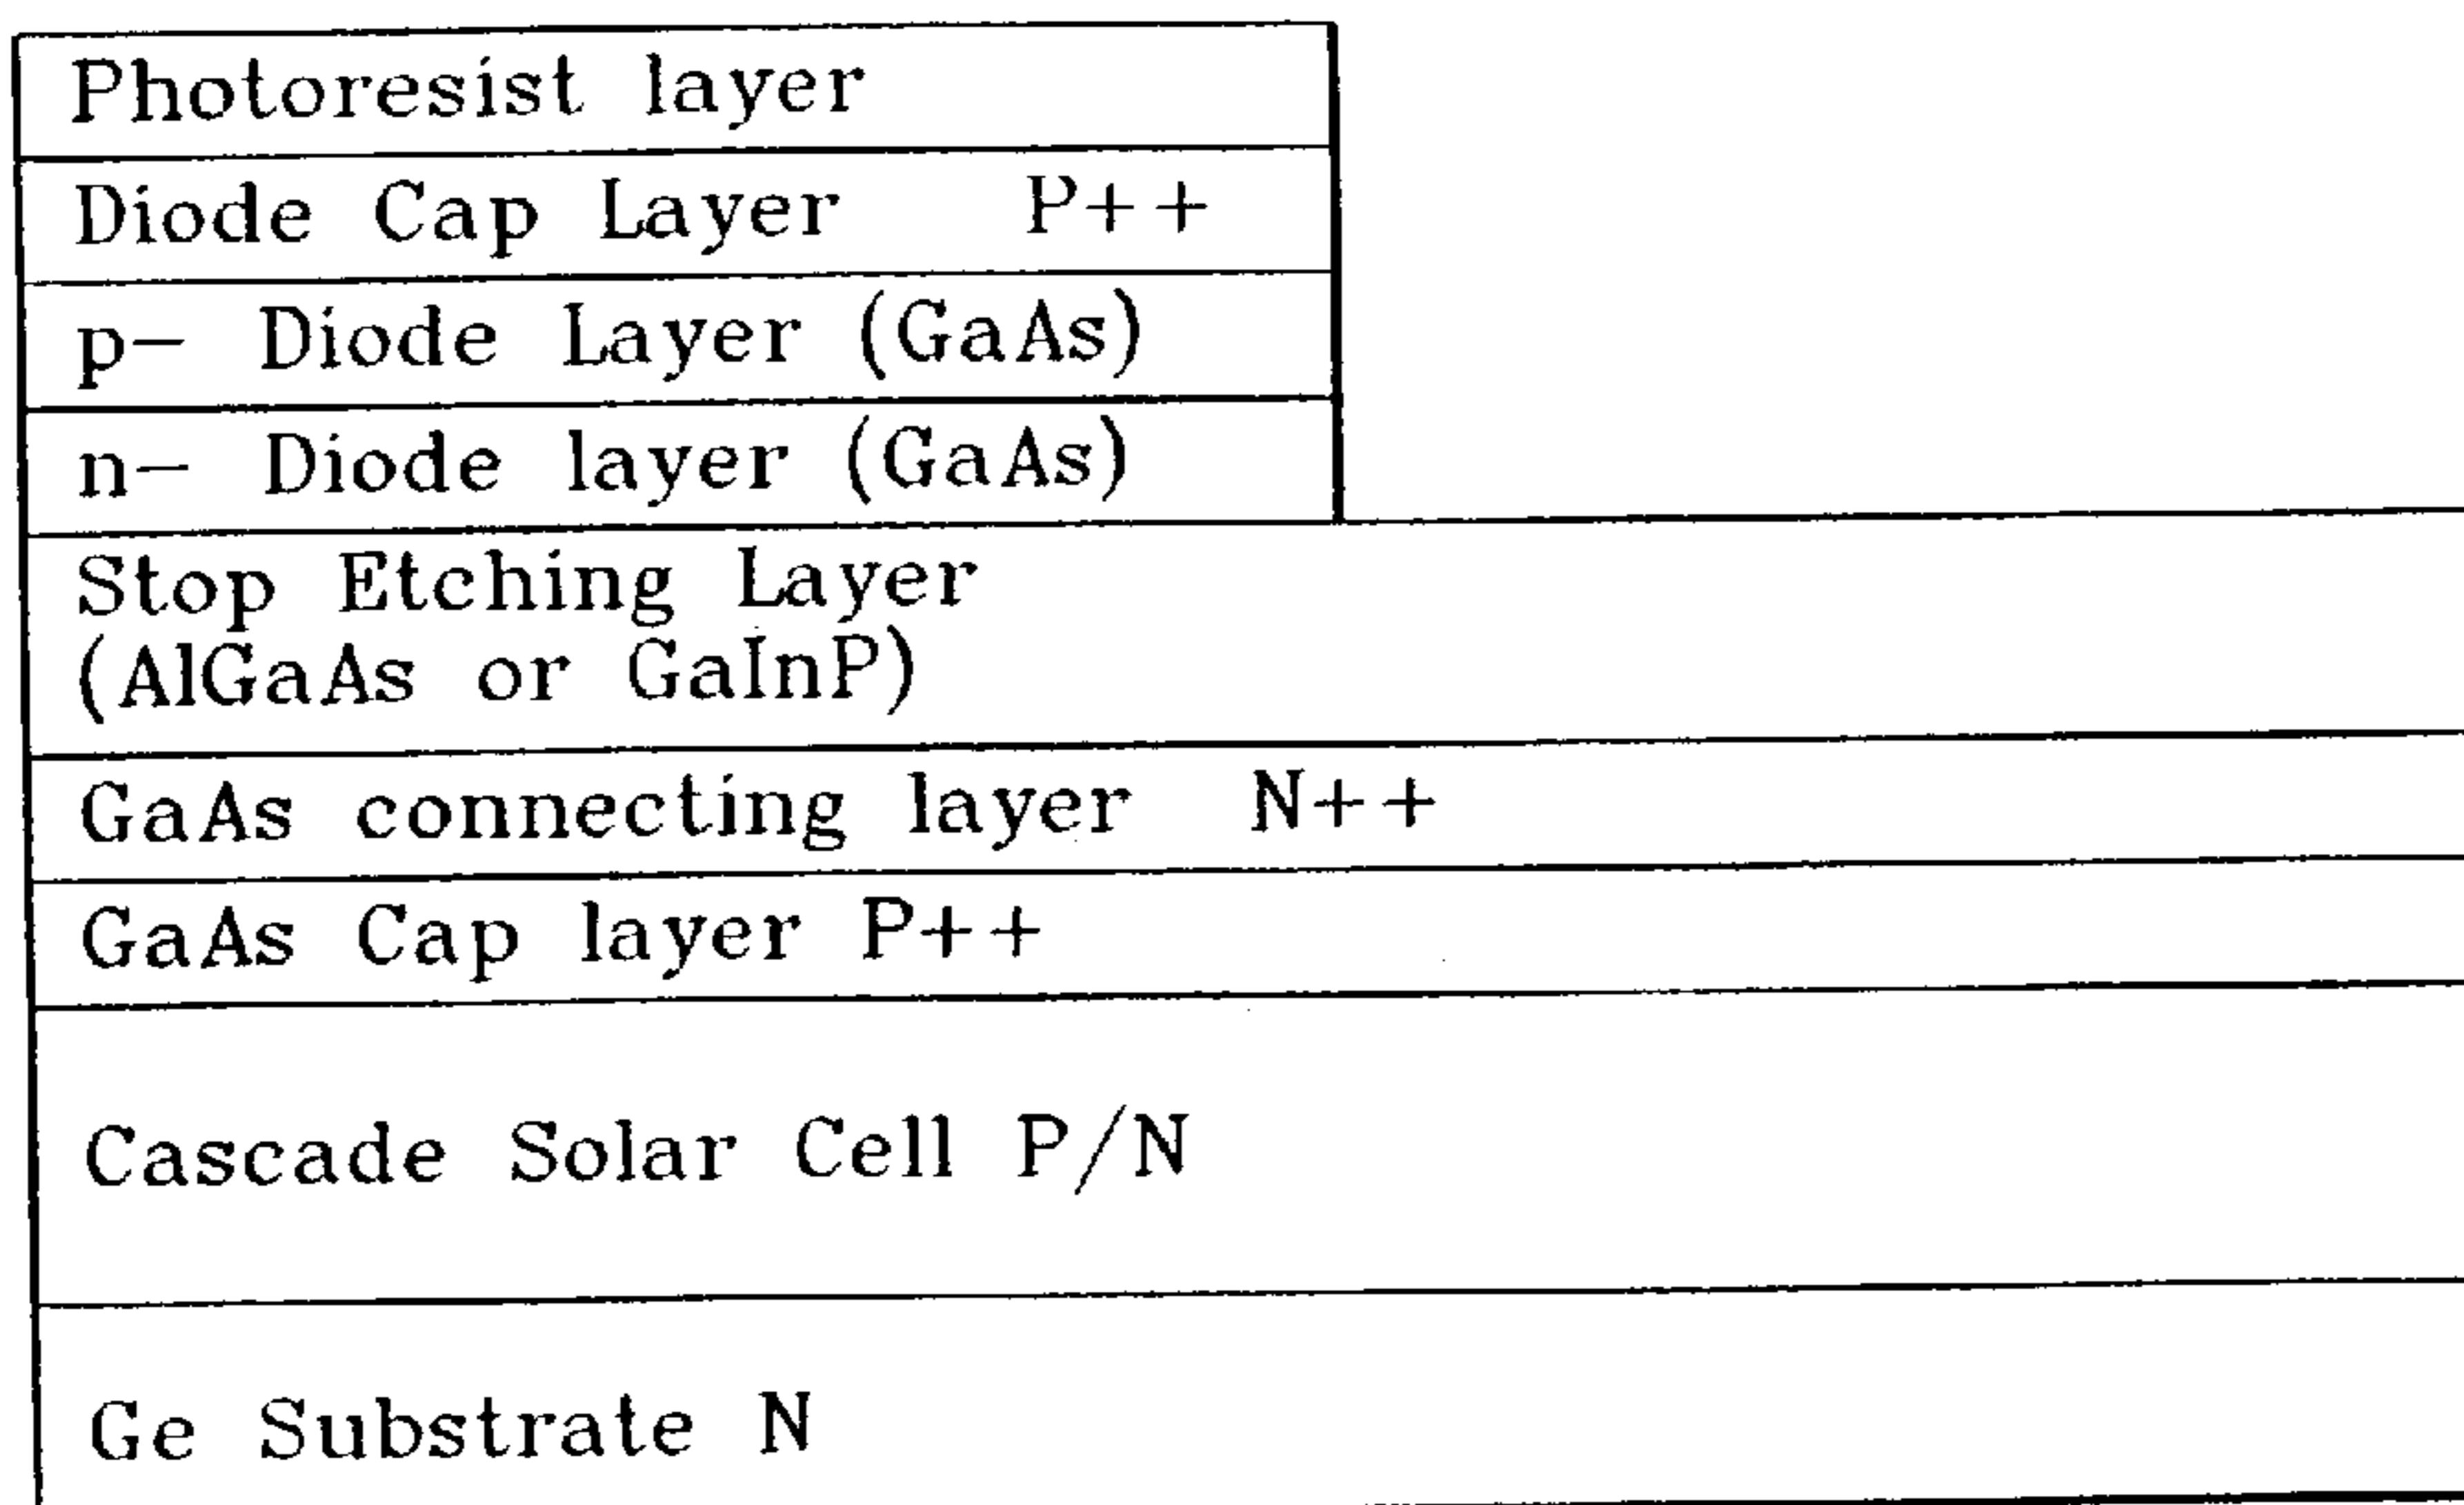 Photoresist layer
Diode Cap Layer P++
p- Diode Layer (GaAs)
n- Diode layer (GaAs)
Stop Etching Layer
(AlGaAs or GaInP)
GaAs connecting layer N++
GaAs Cap layer P++
Cascade Solar Cell P/N
Ge Substrate N